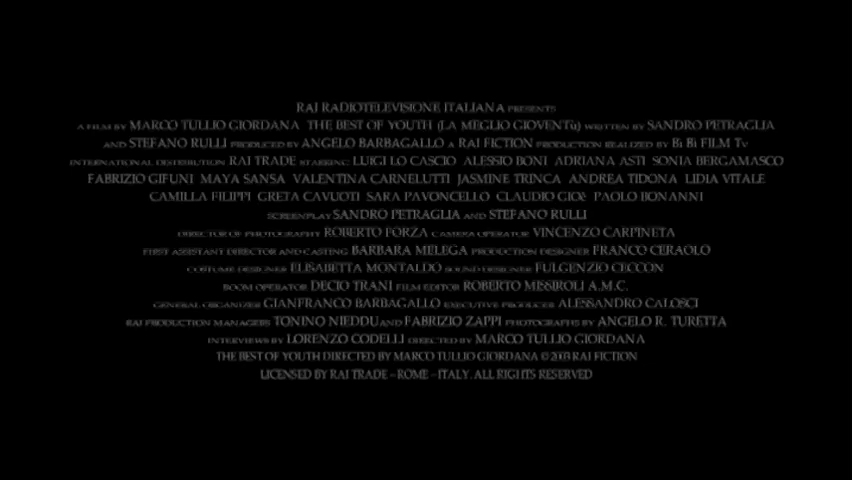 RAI RADIOTELEVISIONE ITALIANA PRESENTS
A FILM BY MARCO TULLIO GIORDANA THE BEST OF YOUTH (LA MEGLIO GIOVENTù) WRITTEN BY SANDRO PETRAGLIA
AND STEFANO RULLI PRODUCED BY ANGELO BARBAGALLO A RAI FICTION PRODUCTION REALIZED BY Bi Bi FILM Tv
INTERNATIONAL DISTRIBUTION RAI TRADE STARRING LUIGI LO CASCIO ALESSIO BONI ADRIANA ASTI SONIA BERGAMASCO
FABRIZIO GIFUNI MAYA SANSA VALENTINA CARNELUTTI JASMINE TRINCA ANDREA TIDONA LIDIA VITALE
CAMILLA FILIPPI GRETA CAVUOTI SARA PAVONCELLO CLAUDIO GIOè PAOLO BONANNI
SCREENPLAY SANDRO PETRAGLIA AND STEFANO RULLI
DIRECTOR OF PHOTOGRAPHY ROBERTO FORZA CAMERA OPERATOR VINCENZO CARPINETA
FIRST ASSISTANT DIRECTOR AND CASTING BARBARA MELEGA PRODUCTION DESIGNER FRANCO CERAOLO
COSTUME DESIGNER ELISABETTA MONTALDO SOUND DESIGNER FULGENZIO CECCON
BOOM OPERATOR DECIO TRANI FILM EDITOR ROBERTO MISSIROLI A.M.C.
GENERAL ORGANIZER GIANFRANCO BARBAGALLO EXECUTIVE PRODUCER ALESSANDRO CALOSCI
RAI PRODUCTION MANAGERS TONINO NIEDDU AND FABRIZIO ZAPPI PHOTOGRAPHS BY ANGELO R. TURETTA
INTERVIEWS BY LORENZO CODELLI DIRECTED BY MARCO TULLIO GIORDANA
THE BEST OF YOUTH DIRECTED BY MARCO TULLIO GIORDANA © 2003 RAI FICTION
LICENSED BY RAI TRADE – ROME – ITALY. ALL RIGHTS RESERVED